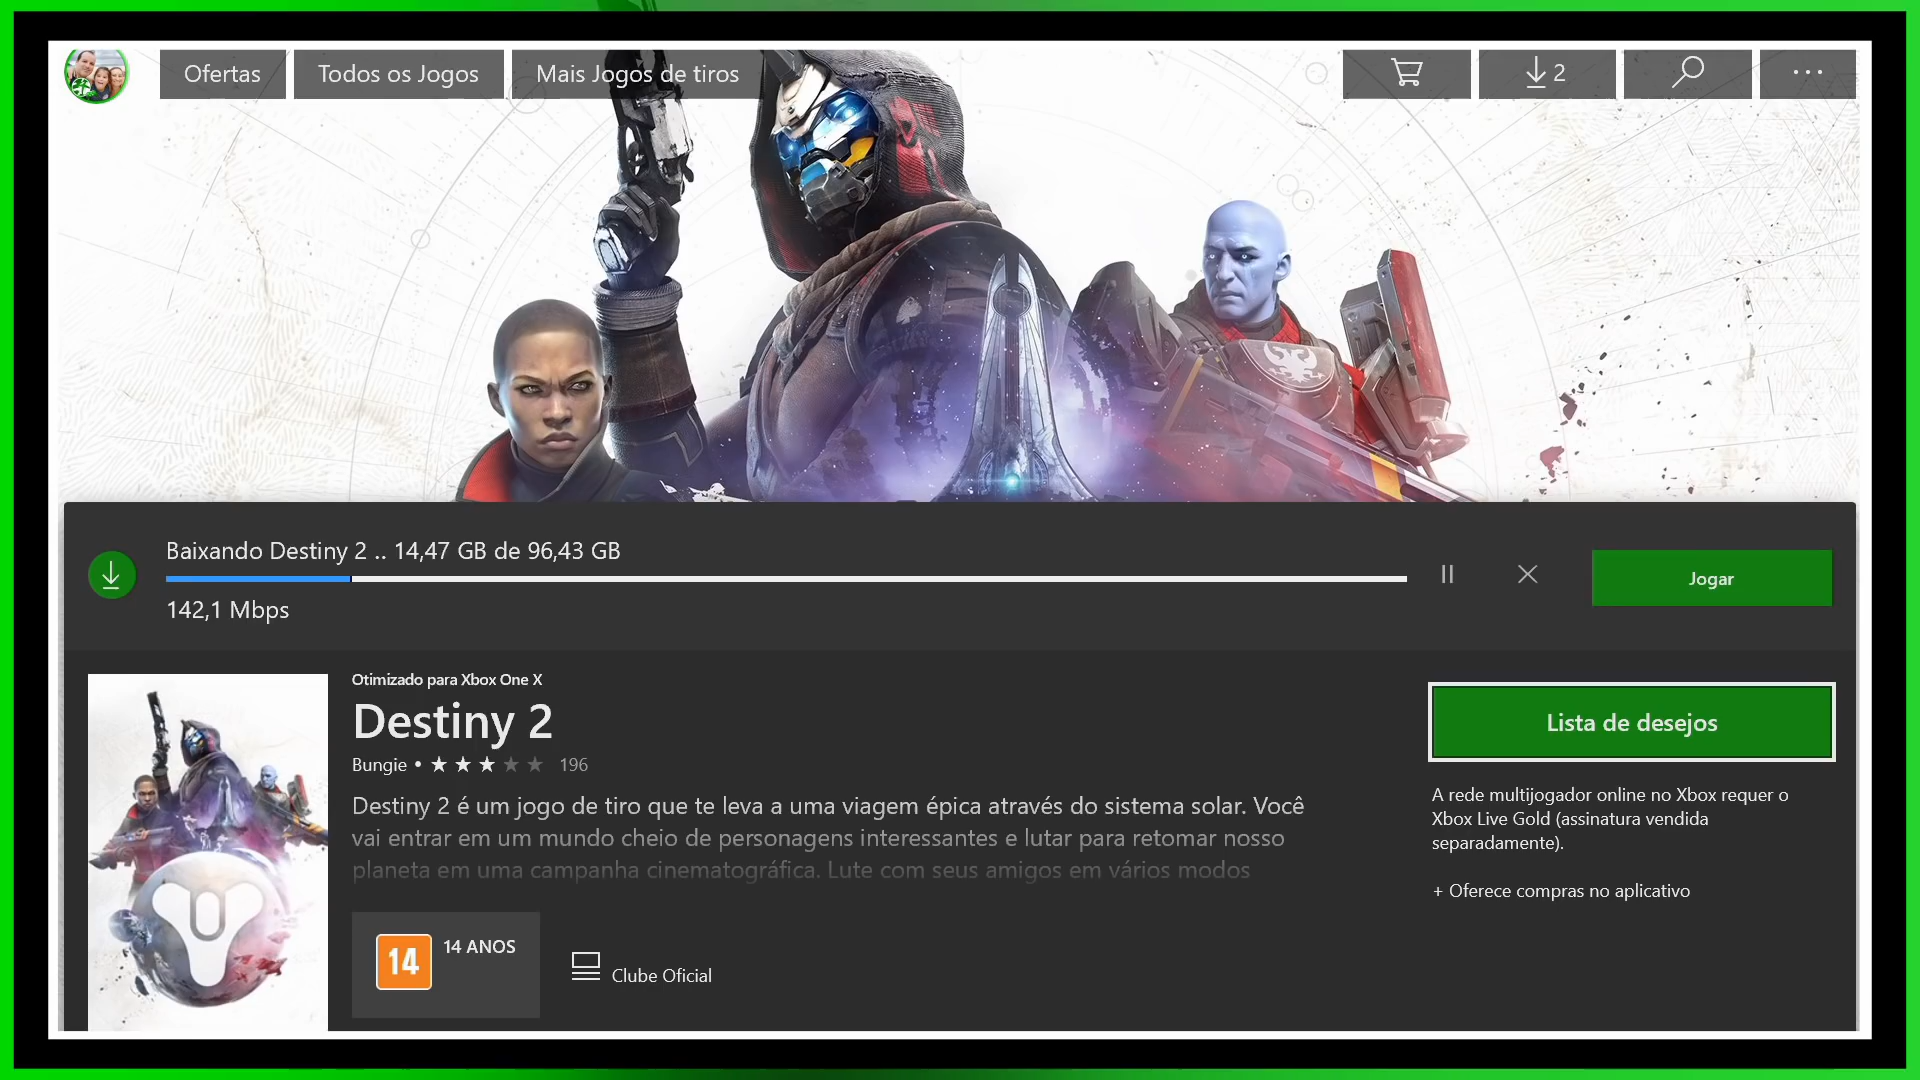 Ofertas
Todos os Jogos
Mais Jogos de tiros
2
Baixando Destiny 2 .. 14,47 GB de 96,43 GB
142,1 Mbps
Jogar
Otimizado para Xbox One X
Destiny 2
Bungie • ★★★★★ 196
Destiny 2 é um jogo de tiro que te leva a uma viagem épica através do sistema solar. Você
vai entrar em um mundo cheio de personagens interessantes e lutar para retomar nosso
planeta em uma campanha cinematográfica. Lute com seus amigos em vários modos
14
14 ANOS
Clube Oficial
Lista de desejos
A rede multijogador online no Xbox requer o
Xbox Live Gold (assinatura vendida
separadamente).
+ Oferece compras no aplicativo